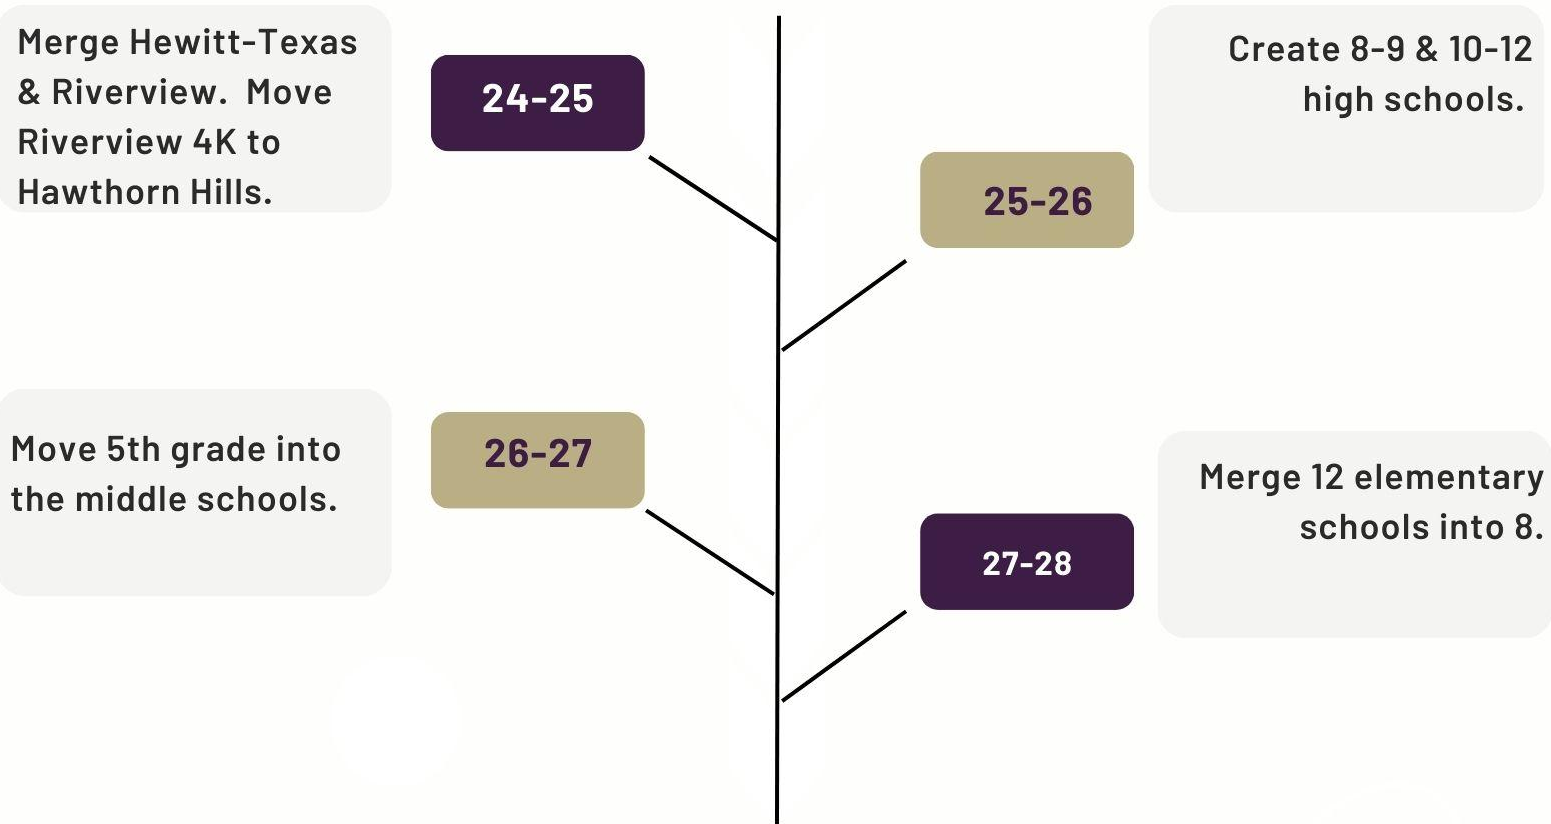 Merge Hewitt-Texas
& Riverview.  Move
Riverview 4K to
Hawthorn Hills.
24-25
Create 8-9 & 10-12
high schools.
25-26
Move 5th grade into
the middle schools.
26-27
Merge 12 elementary
schools into 8.
27-28